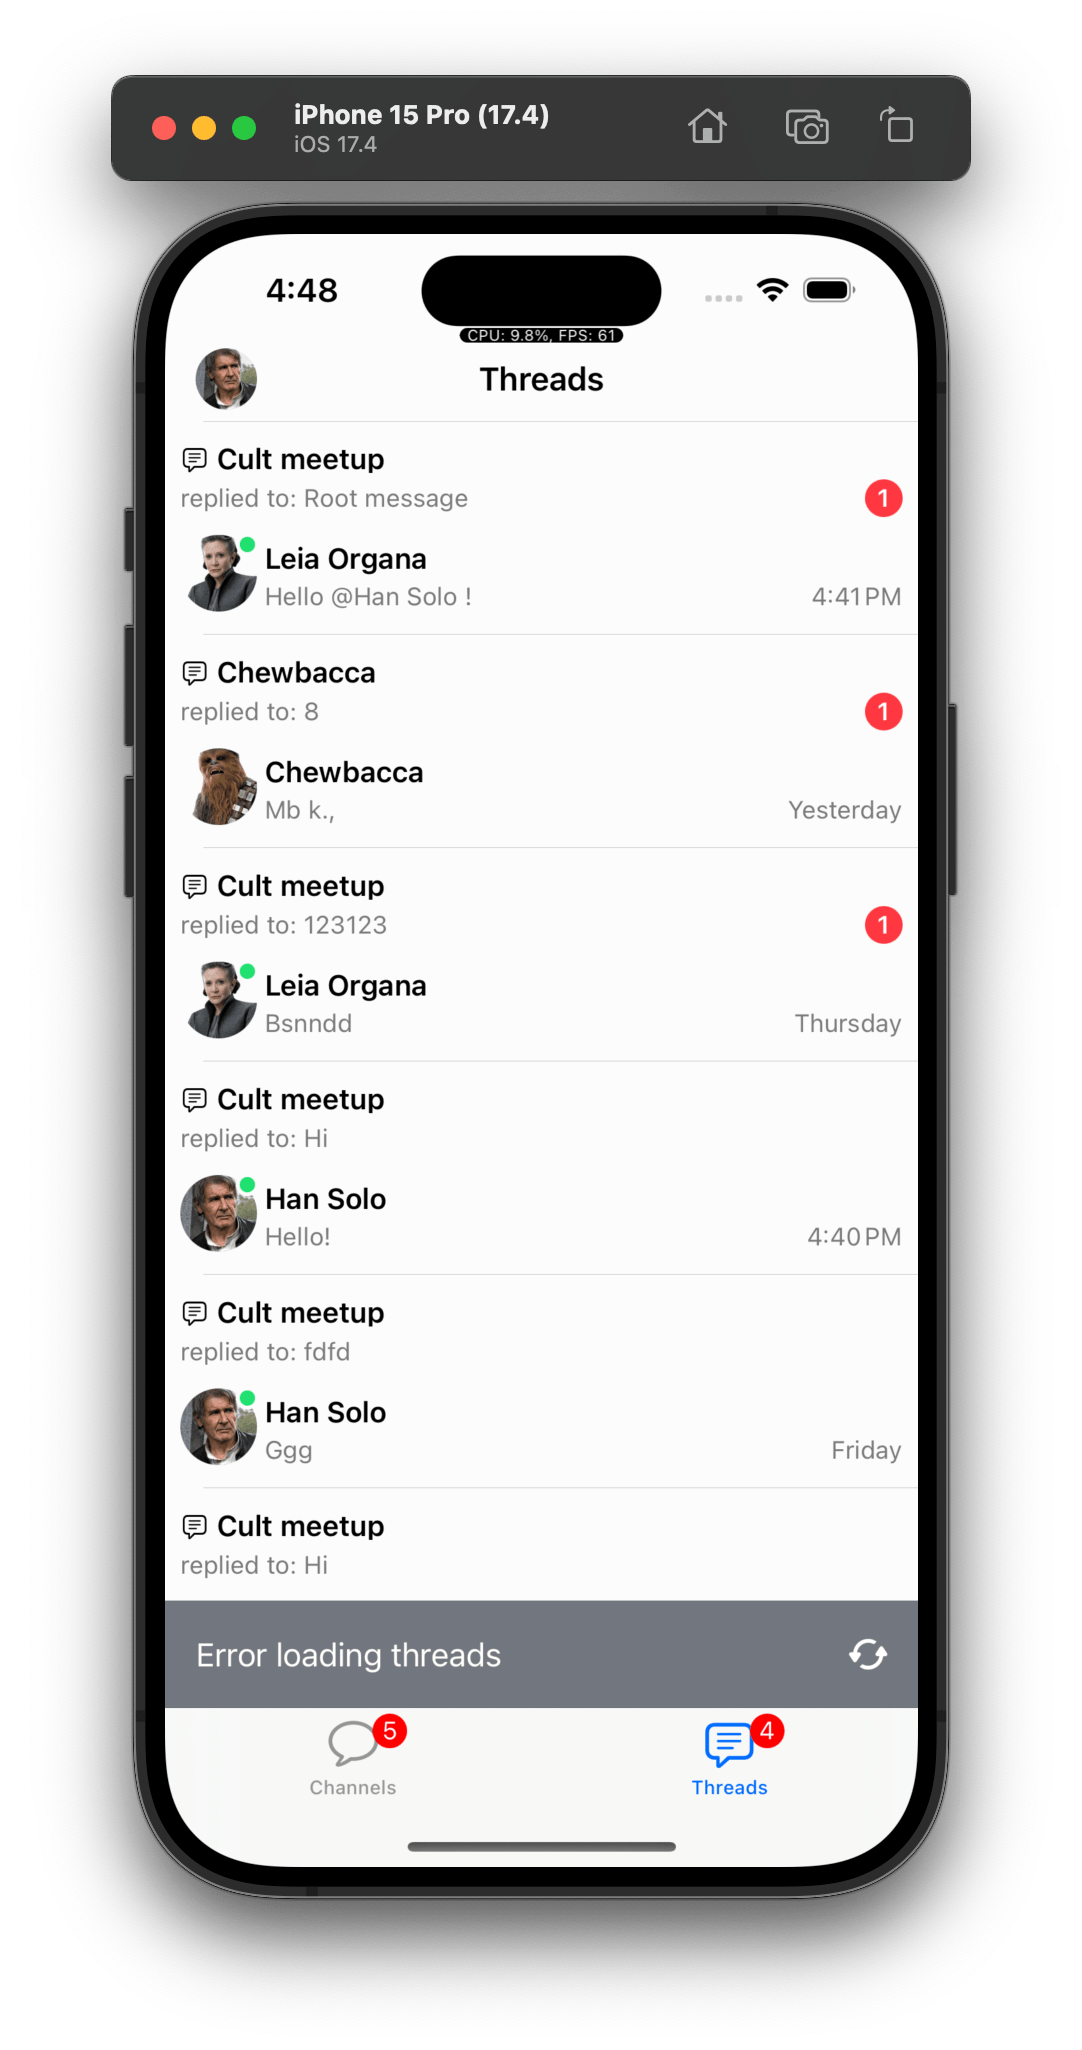 iPhone 15 Pro (17.4)
iOS 17.4
4:48
CPU: 9.8%, FPS: 61
Threads
Cult meetup
replied to: Root message
1
Leia Organa
Hello @Han Solo !
4:41 PM
Chewbacca
replied to: 8
1
Chewbacca
Mb k.,
Yesterday
Cult meetup
replied to: 123123
1
Leia Organa
Bsnndd
Thursday
Cult meetup
replied to: Hi
Han Solo
Hello!
4:40 PM
Cult meetup
replied to: fdfd
Han Solo
Ggg
Friday
Cult meetup
replied to: Hi
Error loading threads
5
4
Channels
Threads